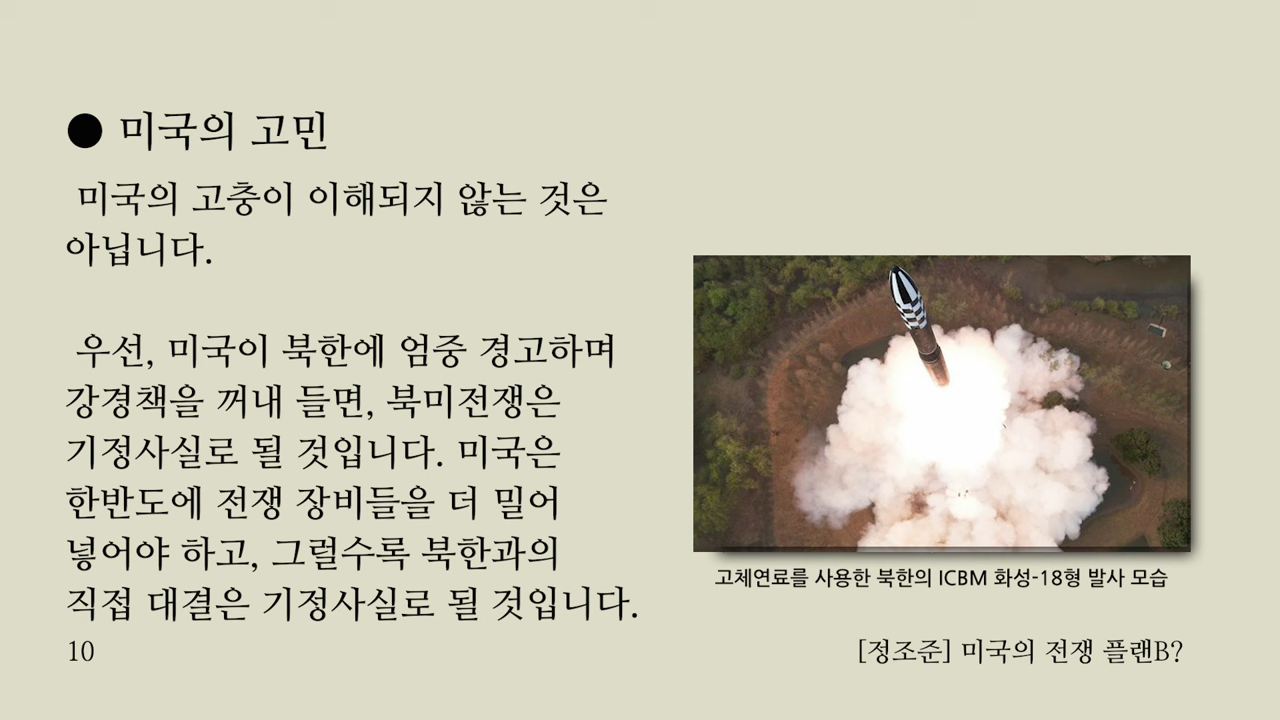 ● 미국의 고민
미국의 고충이 이해되지 않는 것은
아닙니다.
우선, 미국이 북한에 엄중 경고하며
강경책을 꺼내 들면, 북미전쟁은
기정사실로 될 것입니다. 미국은
한반도에 전쟁 장비들을 더 밀어
넣어야 하고, 그럴수록 북한과의
직접 대결은 기정사실로 될 것입니다.
고체연료를 사용한 북한의 ICBM 화성-18형 발사 모습
10
[정조준] 미국의 전쟁 플랜B?